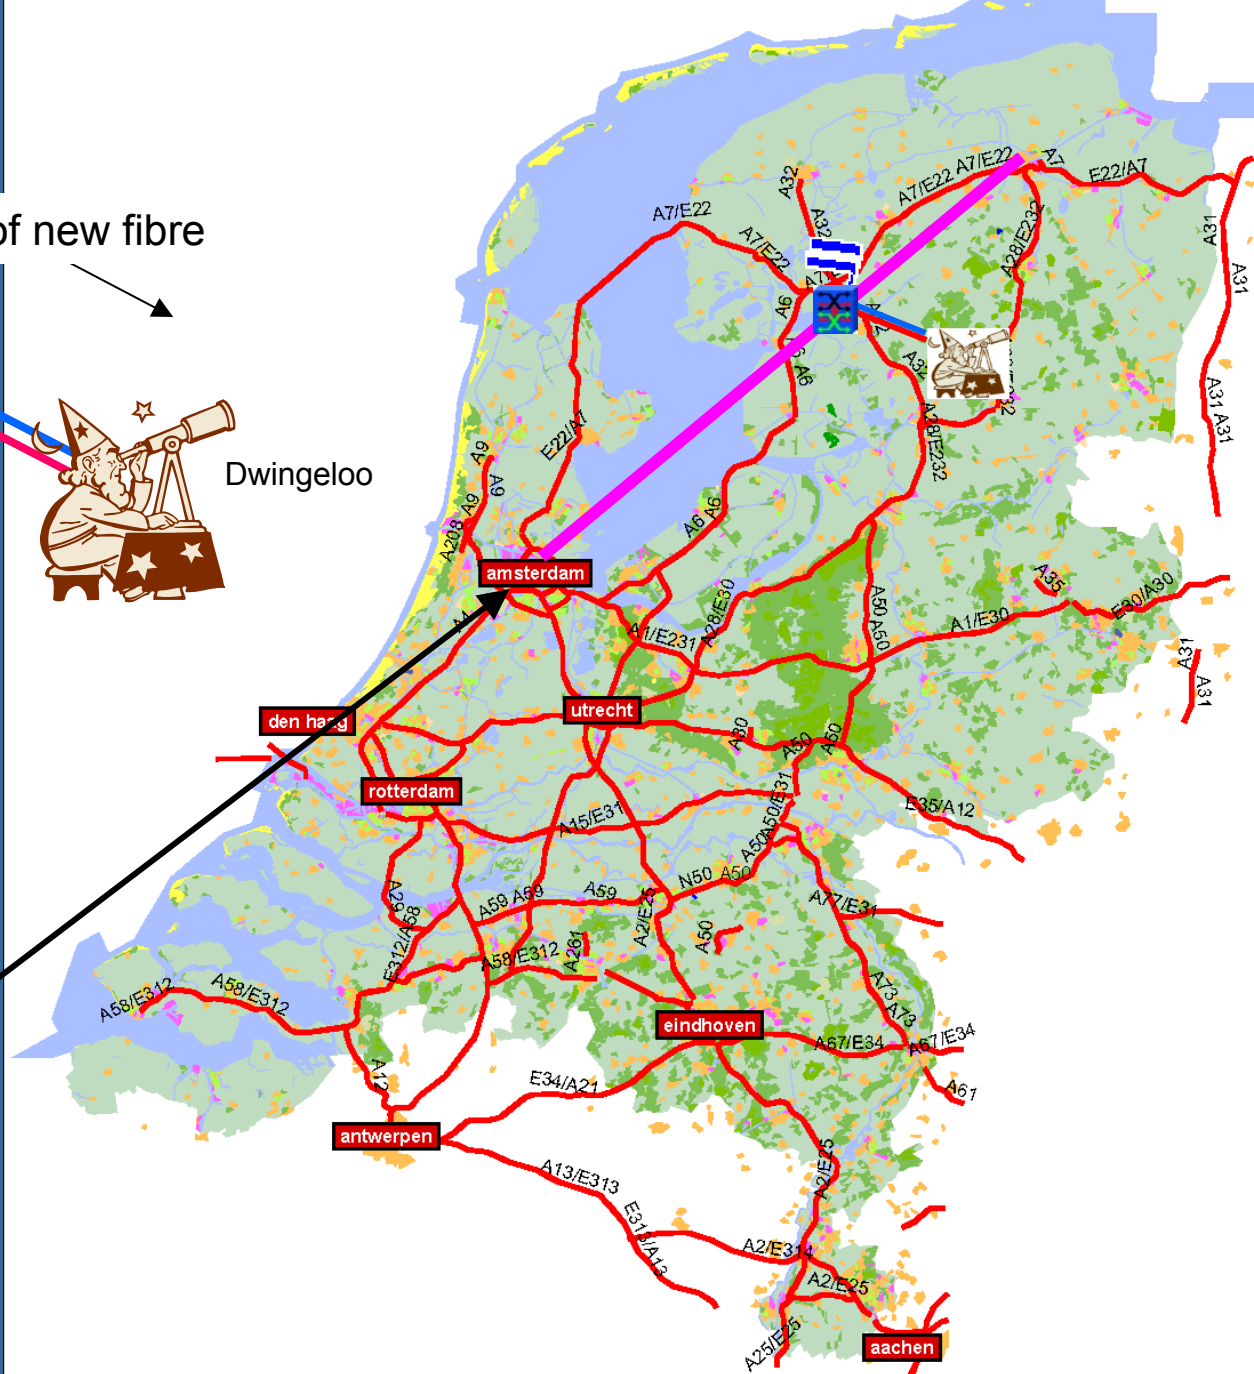 of new fibre
Dwingeloo
A7/E22
A7/E22
A32
A32
A7/E22
A7/E22
A7
E22/A7
A31
A31
A28/E232
A6
A6
A32
A28/E232
A31
A31
E22/A7
A9
A9
A9
A208
A6
A6
amsterdam
A4
A1/E231
A28/E30
A50
A50
A1/E30
A35
E30/A30
A31
A31
den haag
utrecht
A30
A50
A50
rotterdam
A15/E31
A50/E31
A50
E35/A12
A29
E312/A58
A59
A59
A59
N50
A50
A2/E25
A50
A77/E31
A58/E312
A261
A58/E312
A58/E312
eindhoven
A73
A73
A67/E34
A67/E34
A61
A12
E34/A21
antwerpen
A13/E313
E313/A13
A2/E25
A2/E314
A2/E25
A25/E25
aachen